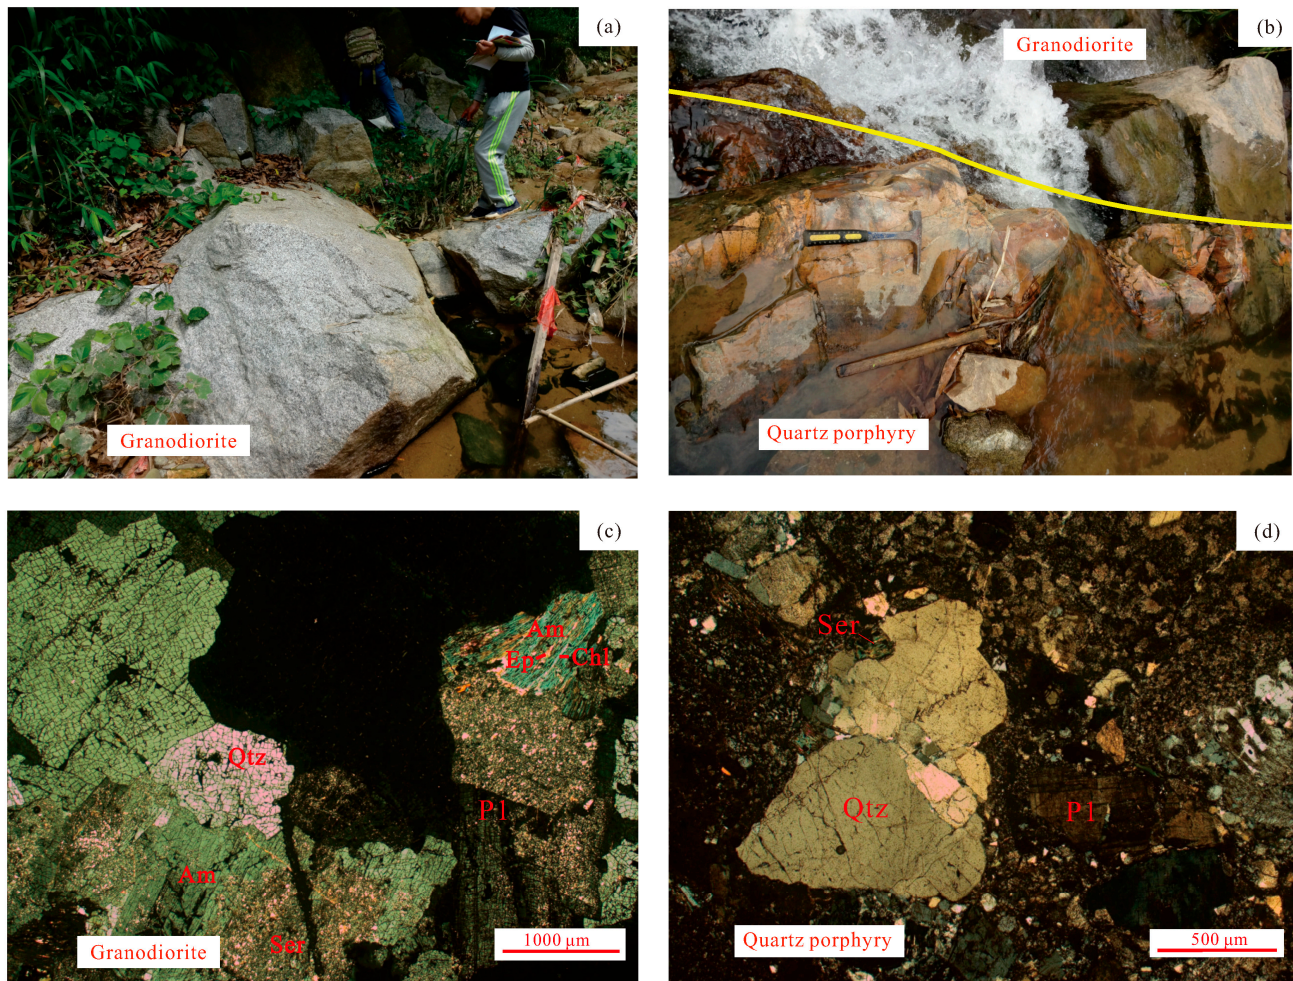 (a)
Granodiorite
(b)
Granodiorite
Quartz porphyry
(c)
Am
Ep
Chl
Qtz
Pl
Am
Ser
Granodiorite
1000 μm
(d)
Ser
Qtz
Pl
Quartz porphyry
500 μm